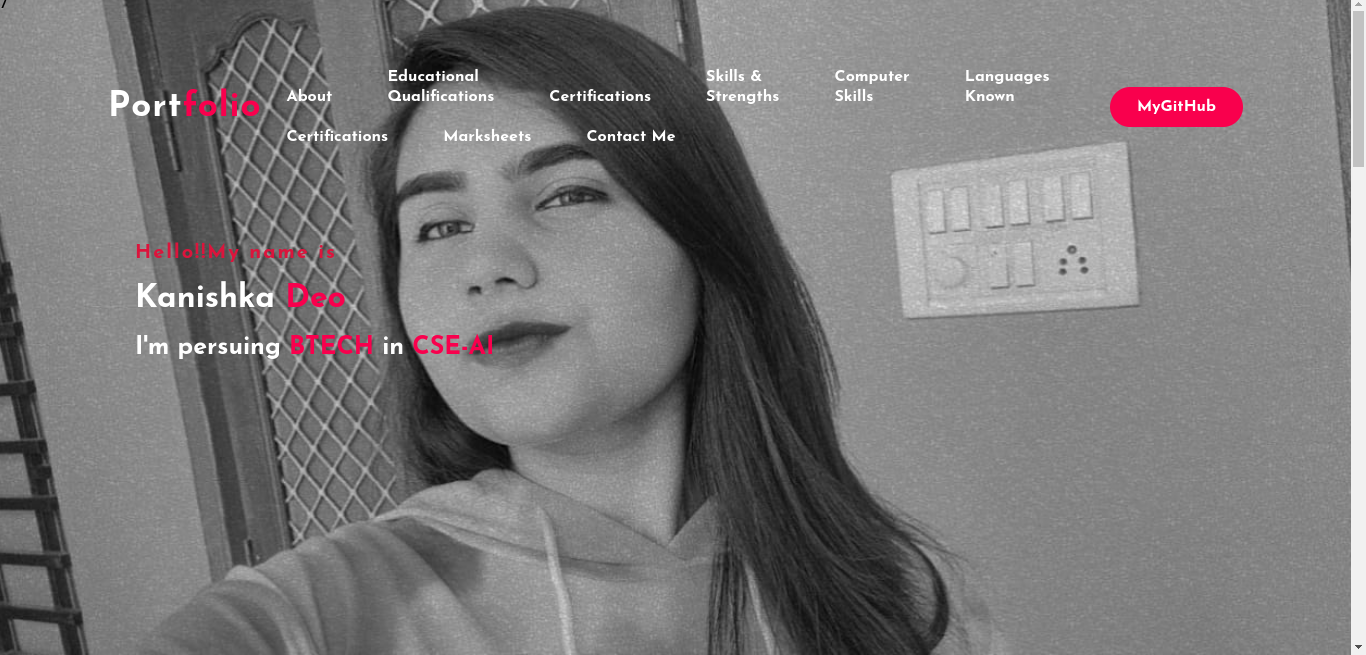 /
Portfolio
About
Educational
Qualifications
Certifications
Skills &
Strengths
Computer
Skills
Languages
Known
Certifications
Marksheets
Contact Me
MyGitHub
Hello!!My name is
Kanishka Deo
I'm persuing BTECH in CSE-AI